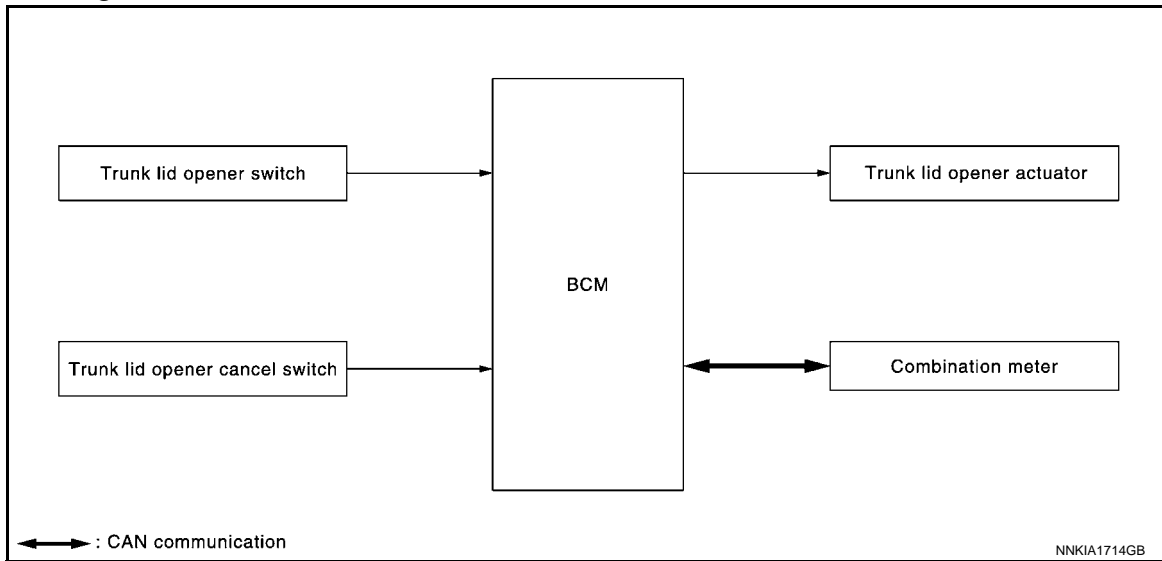 Trunk lid opener switch
Trunk lid opener actuator
BCM
Trunk lid opener cancel switch
Combination meter
: CAN communication
NNKIA1714GB